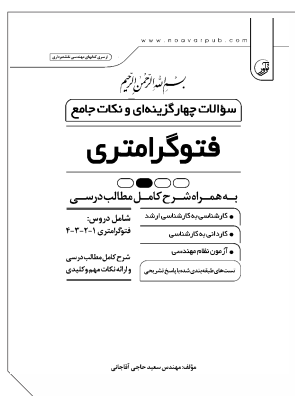 www.noavarpub.com
از سری کتابهای مهندسی نقشه‌برداری
نوآور
بسم الله الرحمن الرحیم
سؤالات چهارگزینه‌ای و نکات جامع
فتوگرامتری
به همراه شرح کامل مطالب درسی
• کارشناسی به کارشناسی ارشد
• کاردانی به کارشناسی
• آزمون نظام مهندسی
تست‌های طبقه‌بندی شده با پاسخ تشریحی
شامل دروس:
فتوگرامتری ۱-۲-۳-۴
شرح کامل مطالب درسی
و ارائه نکات مهم و کلیدی
مؤلف: مهندس سعید حاجی آقاجانی